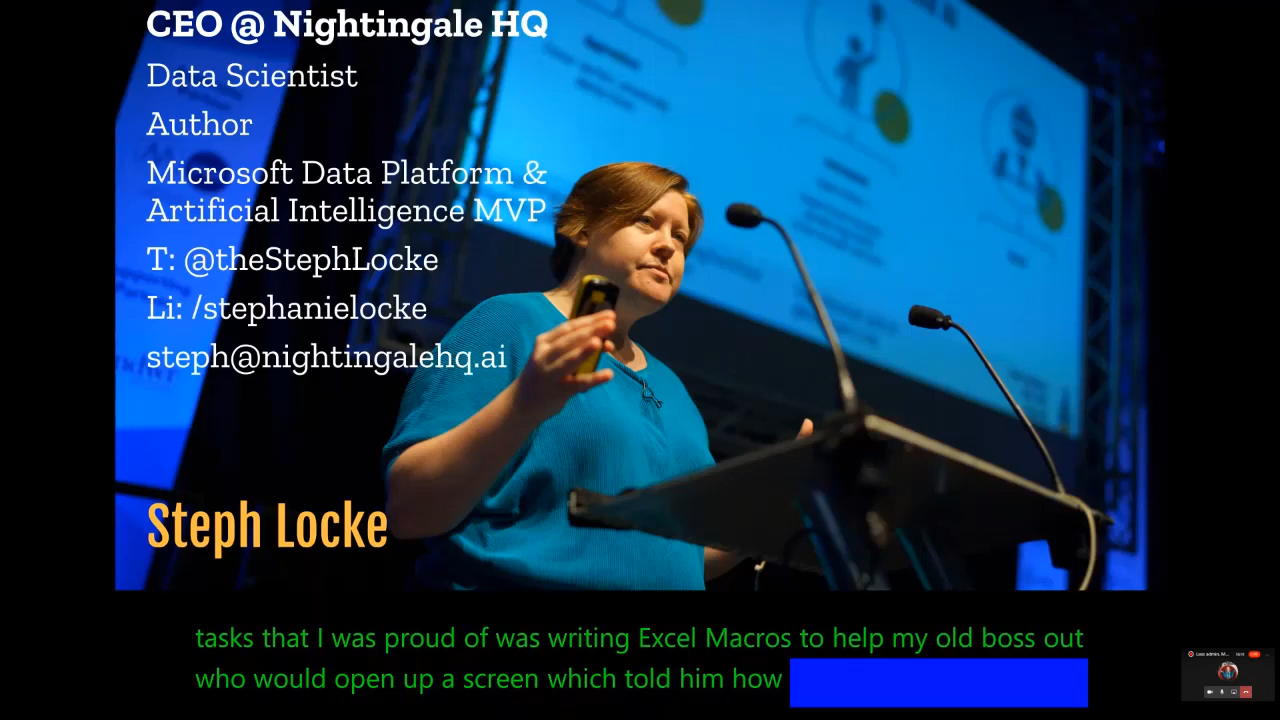 CEO @ Nightingale HQ
Data Scientist
Author
Microsoft Data Platform &
Artificial Intelligence MVP
T: @theStephLocke
Li: /stephanielocke
steph@nightingalehq.ai
Steph Locke
tasks that I was proud of was writing Excel Macros to help my old boss out
who would open up a screen which told him how